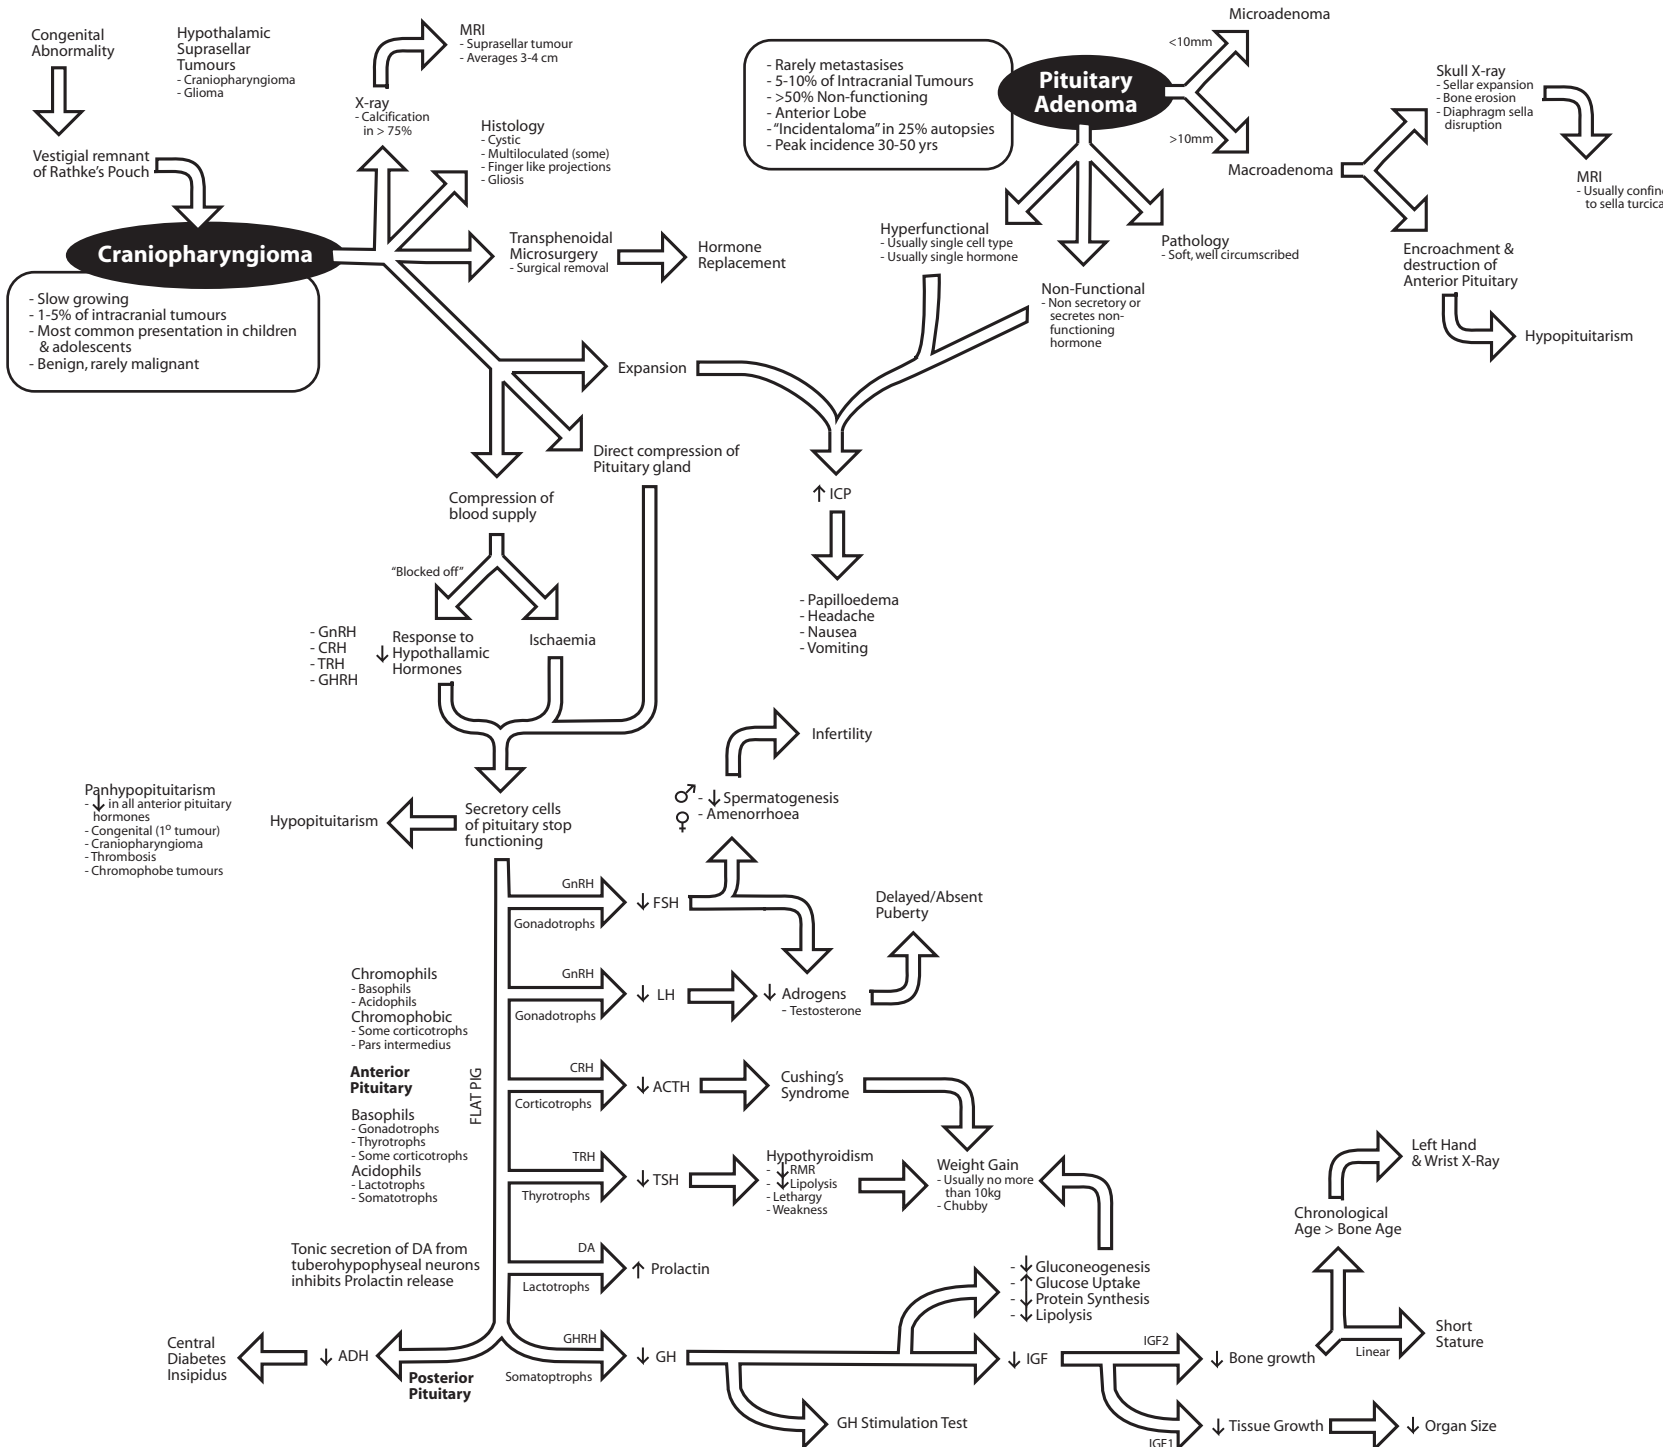 Congenital
Abnormality
Hypothalamic
Suprasellar
Tumours
- Craniopharyngioma
- Glioma
Vestigial remnant
of Rathke's Pouch
X-ray
- Calcification
in > 75%
MRI
- Suprasellar tumour
- Averages 3-4 cm
Histology
- Cystic
- Multiloculated (some)
- Finger like projections
- Gliosis
Craniopharyngioma
- Slow growing
- 1-5% of intracranial tumours
- Most common presentation in children
& adolescents
- Benign, rarely malignant
Transphenoidal
Microsurgery
- Surgical removal
Hormone
Replacement
- Rarely metastasises
- 5-10% of Intracranial Tumours
- >50% Non-functioning
- Anterior Lobe
- "Incidentaloma" in 25% autopsies
- Peak incidence 30-50 yrs
Pituitary
Adenoma
<10mm
Microadenoma
>10mm
Macroadenoma
Skull X-ray
- Sellar expansion
- Bone erosion
- Diaphragm sella
disruption
MRI
- Usually confine
to sella turcica
Encroachment &
destruction of
Anterior Pituitary
Hypopituitarism
Hyperfunctional
- Usually single cell type
- Usually single hormone
Non-Functional
- Non secretory or
secretes non-
functioning
hormone
Pathology
- Soft, well circumscribed
Expansion
Direct compression of
Pituitary gland
Compression of
blood supply
↑ ICP
- Papilloedema
- Headache
- Nausea
- Vomiting
"Blocked off"
- GnRH
- CRH
- TRH
- GHRH
↓ Response to
Hypothallamic
Hormones
Ischaemia
Panhypopituitarism
- ↓ in all anterior pituitary
hormones
- Congenital (1º tumour)
- Craniopharyngioma
- Thrombosis
- Chromophobe tumours
Hypopituitarism
Secretory cells
of pituitary stop
functioning
♂ - ↓ Spermatogenesis
♀ - Amenorrhoea
Infertility
GnRH
Gonadotrophs
↓ FSH
Delayed/Absent
Puberty
GnRH
Gonadotrophs
↓ LH
↓ Adrogens
- Testosterone
Chromophils
- Basophils
- Acidophils
Chromophobic
- Some corticotrophs
- Pars intermedius
Anterior
Pituitary
Basophils
- Gonadotrophs
- Thyrotrophs
- Some corticotrophs
Acidophils
- Lactotrophs
- Somatotrophs
FLAT PIG
CRH
Corticotrophs
↓ ACTH
Cushing's
Syndrome
TRH
Thyrotrophs
↓ TSH
Hypothyroidism
- ↓ RMR
- ↓ Lipolysis
- Lethargy
- Weakness
Weight Gain
- Usually no more
than 10kg
- Chubby
Tonic secretion of DA from
tuberohypophyseal neurons
inhibits Prolactin release
DA
Lactotrophs
↑ Prolactin
- ↓ Gluconeogenesis
- ↑ Glucose Uptake
- ↓ Protein Synthesis
- ↓ Lipolysis
Left Hand
& Wrist X-Ray
Chronological
Age > Bone Age
Central
Diabetes
Insipidus
↓ ADH
Posterior
Pituitary
GHRH
Somatoptrophs
↓ GH
GH Stimulation Test
↓ IGF
IGF2
↓ Bone growth
Linear
Short
Stature
IGF1
↓ Tissue Growth
↓ Organ Size